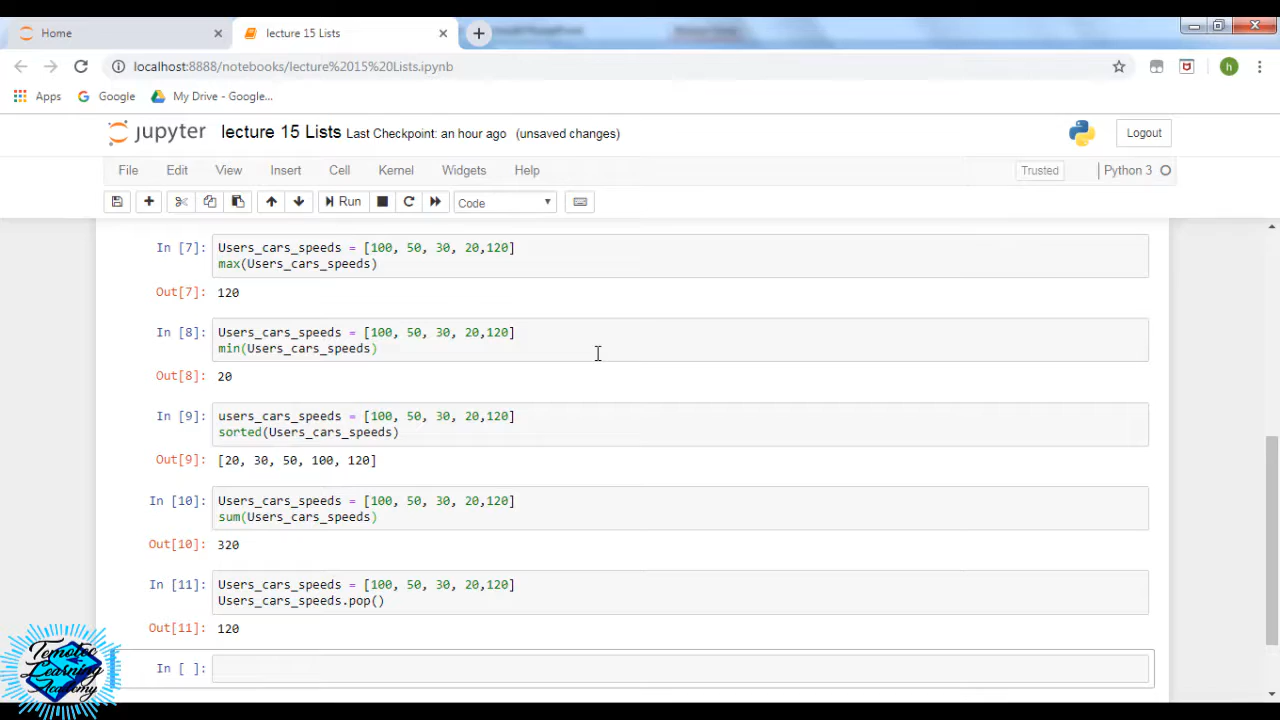 Home
lecture 15 Lists
localhost:8888/notebooks/lecture%2015%20Lists.ipynb
h
Apps
Google
My Drive - Google...
jupyter
lecture 15 Lists Last Checkpoint: an hour ago (unsaved changes)
Logout
File Edit View Insert Cell Kernel Widgets Help
Trusted
Python 3
Run
Code
In [7]: Users_cars_speeds = [100, 50, 30, 20,120]
max(Users_cars_speeds)
Out[7]: 120
In [8]: Users_cars_speeds = [100, 50, 30, 20,120]
min(Users_cars_speeds)
Out[8]: 20
In [9]: users_cars_speeds = [100, 50, 30, 20,120]
sorted(Users_cars_speeds)
Out[9]: [20, 30, 50, 100, 120]
In [10]: Users_cars_speeds = [100, 50, 30, 20,120]
sum(Users_cars_speeds)
Out[10]: 320
In [11]: Users_cars_speeds = [100, 50, 30, 20,120]
Users_cars_speeds.pop()
Out[11]: 120
In [ ]:
Temotec
Learning
Academy